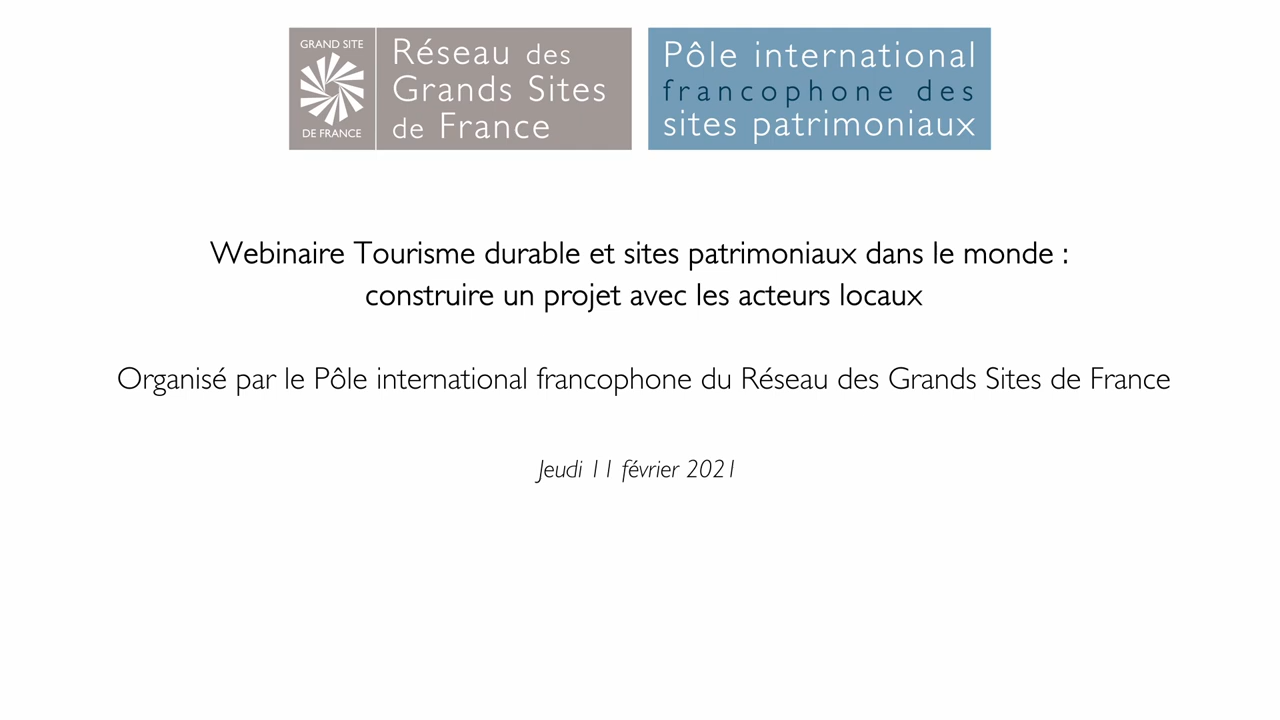 GRAND SITE
DE FRANCE
Réseau des
Grands Sites
de France
Pôle international
francophone des
sites patrimoniaux
Webinaire Tourisme durable et sites patrimoniaux dans le monde :
construire un projet avec les acteurs locaux
Organisé par le Pôle international francophone du Réseau des Grands Sites de France
Jeudi 11 février 2021